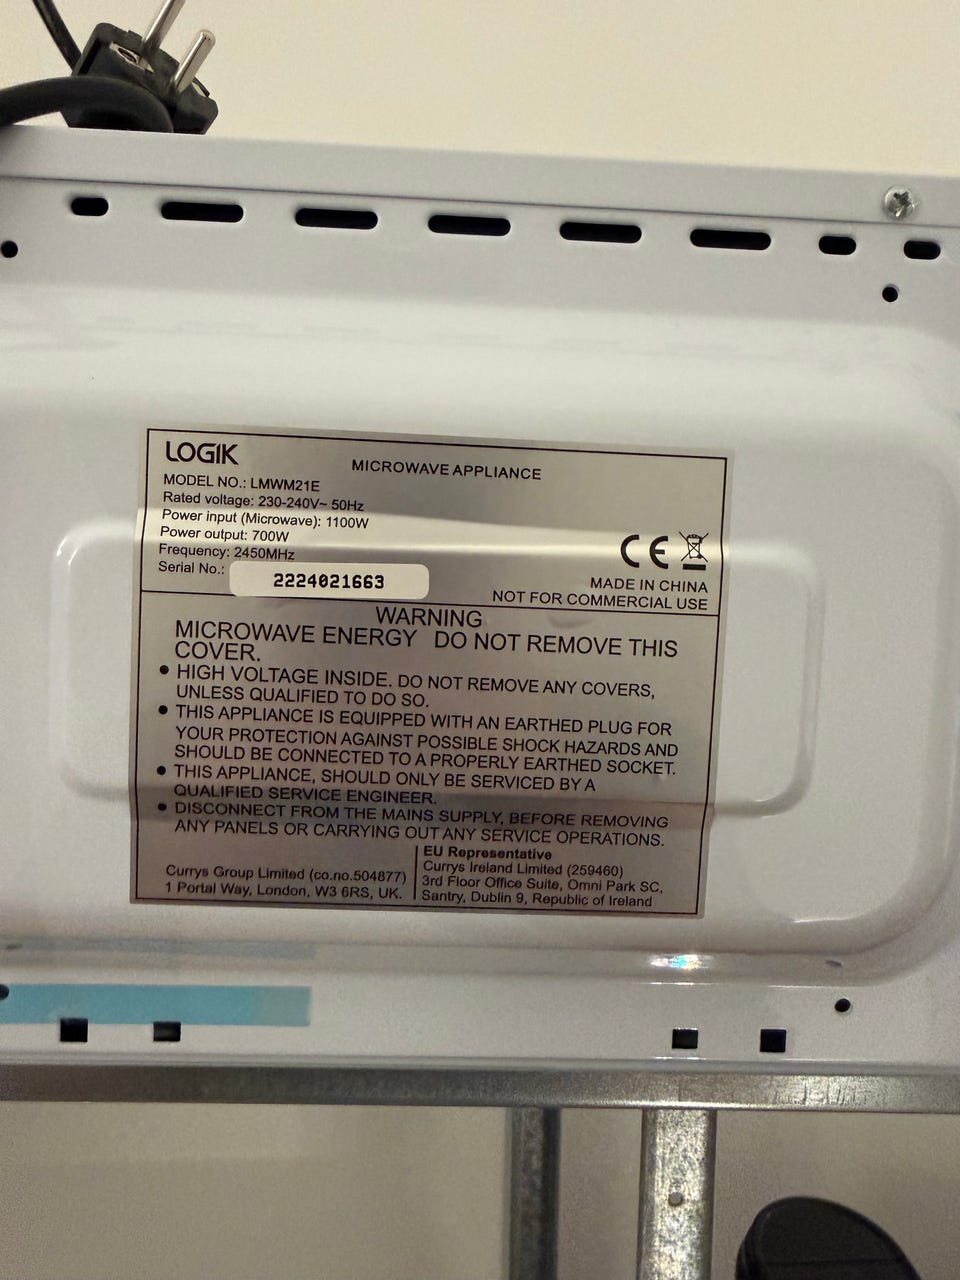 LOGIK
MICROWAVE APPLIANCE
MODEL NO.: LMWM21E
Rated voltage: 230-240V~ 50Hz
Power input (Microwave): 1100W
Power output: 700W
Frequency: 2450MHz
Serial No.: 2224021663
CE
MADE IN CHINA
NOT FOR COMMERCIAL USE
WARNING
MICROWAVE ENERGY DO NOT REMOVE THIS
COVER.
• HIGH VOLTAGE INSIDE. DO NOT REMOVE ANY COVERS,
UNLESS QUALIFIED TO DO SO.
• THIS APPLIANCE IS EQUIPPED WITH AN EARTHED PLUG FOR
YOUR PROTECTION AGAINST POSSIBLE SHOCK HAZARDS AND
SHOULD BE CONNECTED TO A PROPERLY EARTHED SOCKET.
• THIS APPLIANCE, SHOULD ONLY BE SERVICED BY A
QUALIFIED SERVICE ENGINEER.
• DISCONNECT FROM THE MAINS SUPPLY, BEFORE REMOVING
ANY PANELS OR CARRYING OUT ANY SERVICE OPERATIONS.
Currys Group Limited (co.no.504877)
1 Portal Way, London, W3 6RS, UK.
EU Representative
Currys Ireland Limited (259460)
3rd Floor Office Suite, Omni Park SC,
Santry, Dublin 9, Republic of Ireland